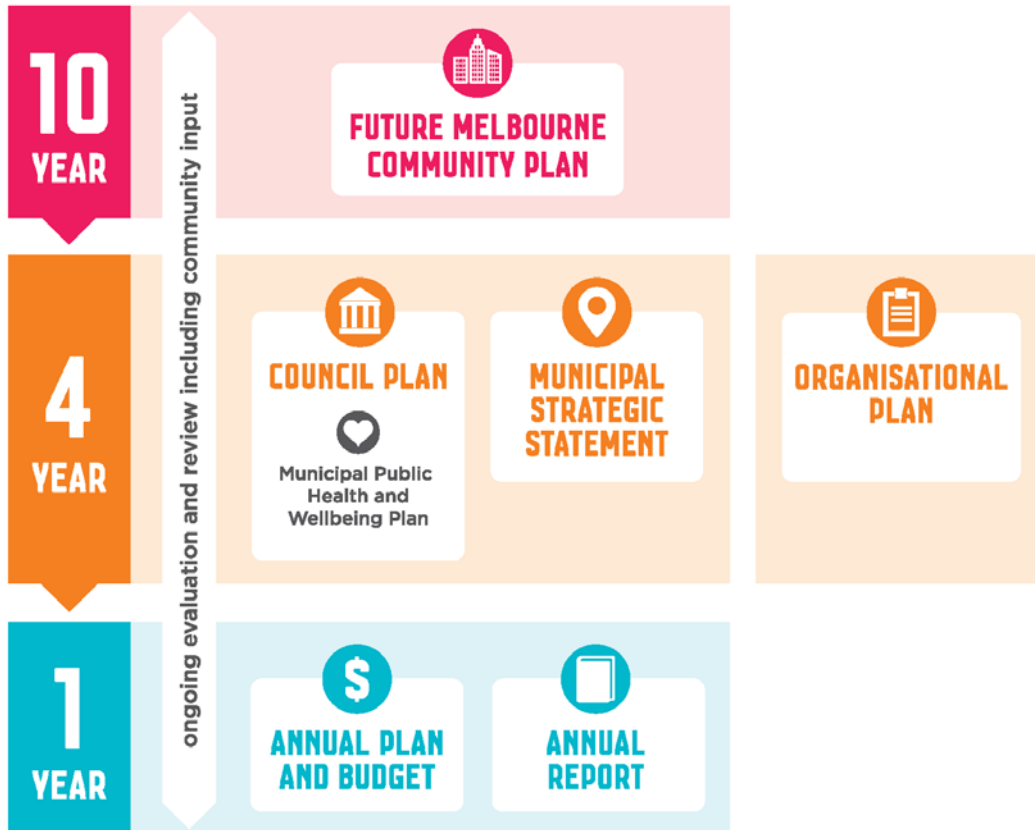 10
YEAR
FUTURE MELBOURNE
COMMUNITY PLAN
ongoing evaluation and review including community input
4
YEAR
COUNCIL PLAN
Municipal Public
Health and
Wellbeing Plan
MUNICIPAL
STRATEGIC
STATEMENT
ORGANISATIONAL
PLAN
1
YEAR
$
ANNUAL PLAN
AND BUDGET
ANNUAL
REPORT